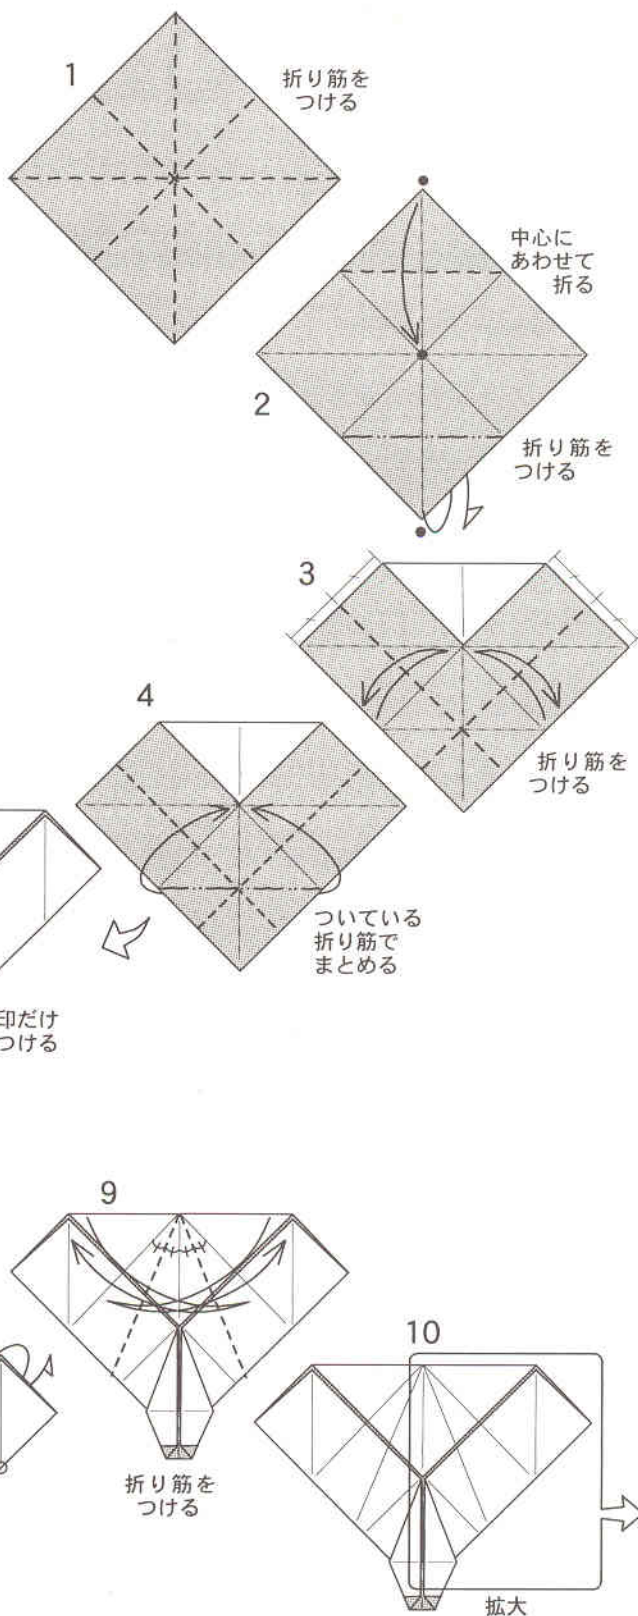 1
折り筋を
つける
2
中心に
あわせて
折る
折り筋を
つける
3
折り筋を
つける
4
ついている
折り筋で
まとめる
印だけ
つける
9
折り筋を
つける
10
拡大